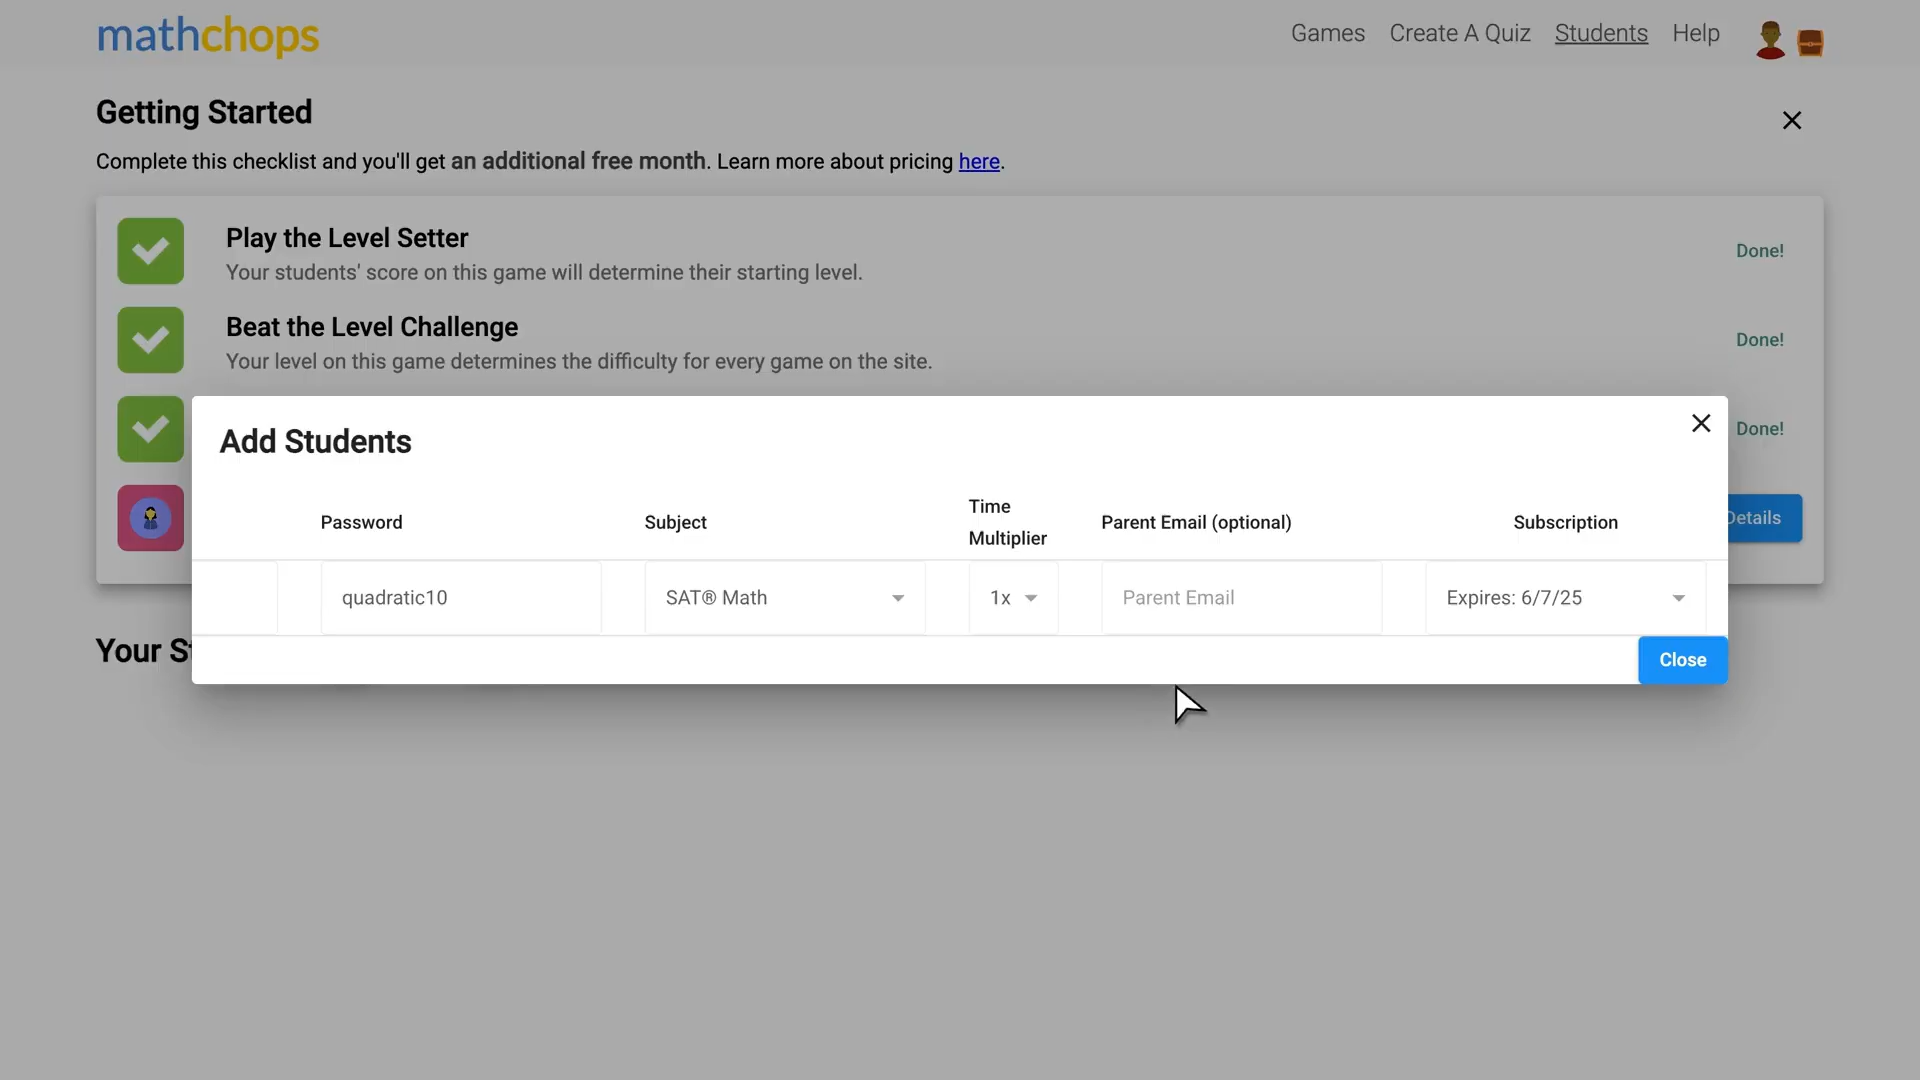 mathchops
Games Create A Quiz Students Help
Getting Started
Complete this checklist and you'll get an additional free month. Learn more about pricing here.
Play the Level Setter
Your students' score on this game will determine their starting level.
Done!
Beat the Level Challenge
Your level on this game determines the difficulty for every game on the site.
Done!
Done!
Details
Add Students
Password Subject Time Multiplier Parent Email (optional) Subscription
quadratic10 SAT® Math 1x Parent Email Expires: 6/7/25
Close
Your St